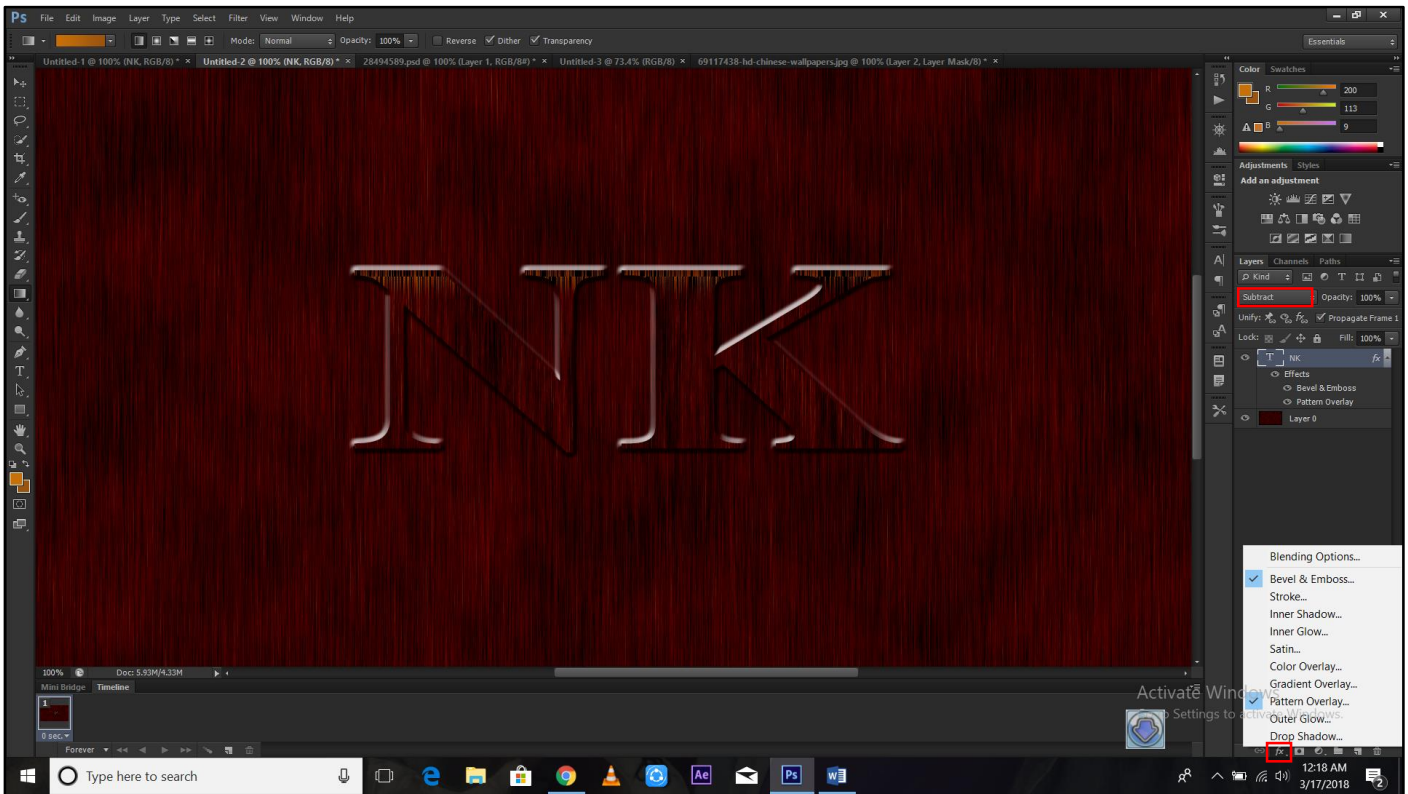 Ps File Edit Image Layer Type Select Filter View Window Help
Mode: Normal Opacity: 100% Reverse Dither Transparency Essentials
Untitled-1 @ 100% (NK, RGB/8) * × Untitled-2 @ 100% (NK, RGB/8) * × 28494589.psd @ 100% (Layer 1, RGB/8#) * × Untitled-3 @ 73.4% (RGB/8) × 69117438-hd-chinese-wallpapers.jpg @ 100% (Layer 2, Layer Mask/8) * ×
Color Swatches
R 200
G 113
B 9
Adjustments Styles
Add an adjustment
Layers Channels Paths
Kind
Subtract Opacity: 100%
Unify: Propagate Frame 1
Lock: Fill: 100%
T NK fx
Effects
Bevel & Emboss
Pattern Overlay
Layer 0
NK
Blending Options...
Bevel & Emboss...
Stroke...
Inner Shadow...
Inner Glow...
Satin...
Color Overlay...
Gradient Overlay...
Pattern Overlay...
Outer Glow...
Drop Shadow...
fx
100% Doc: 5.93M/4.33M
Mini Bridge Timeline
1
0 sec.
Forever
Activate Windows
Settings to activate Windows.
Type here to search
Ae Ps
12:18 AM
3/17/2018
2